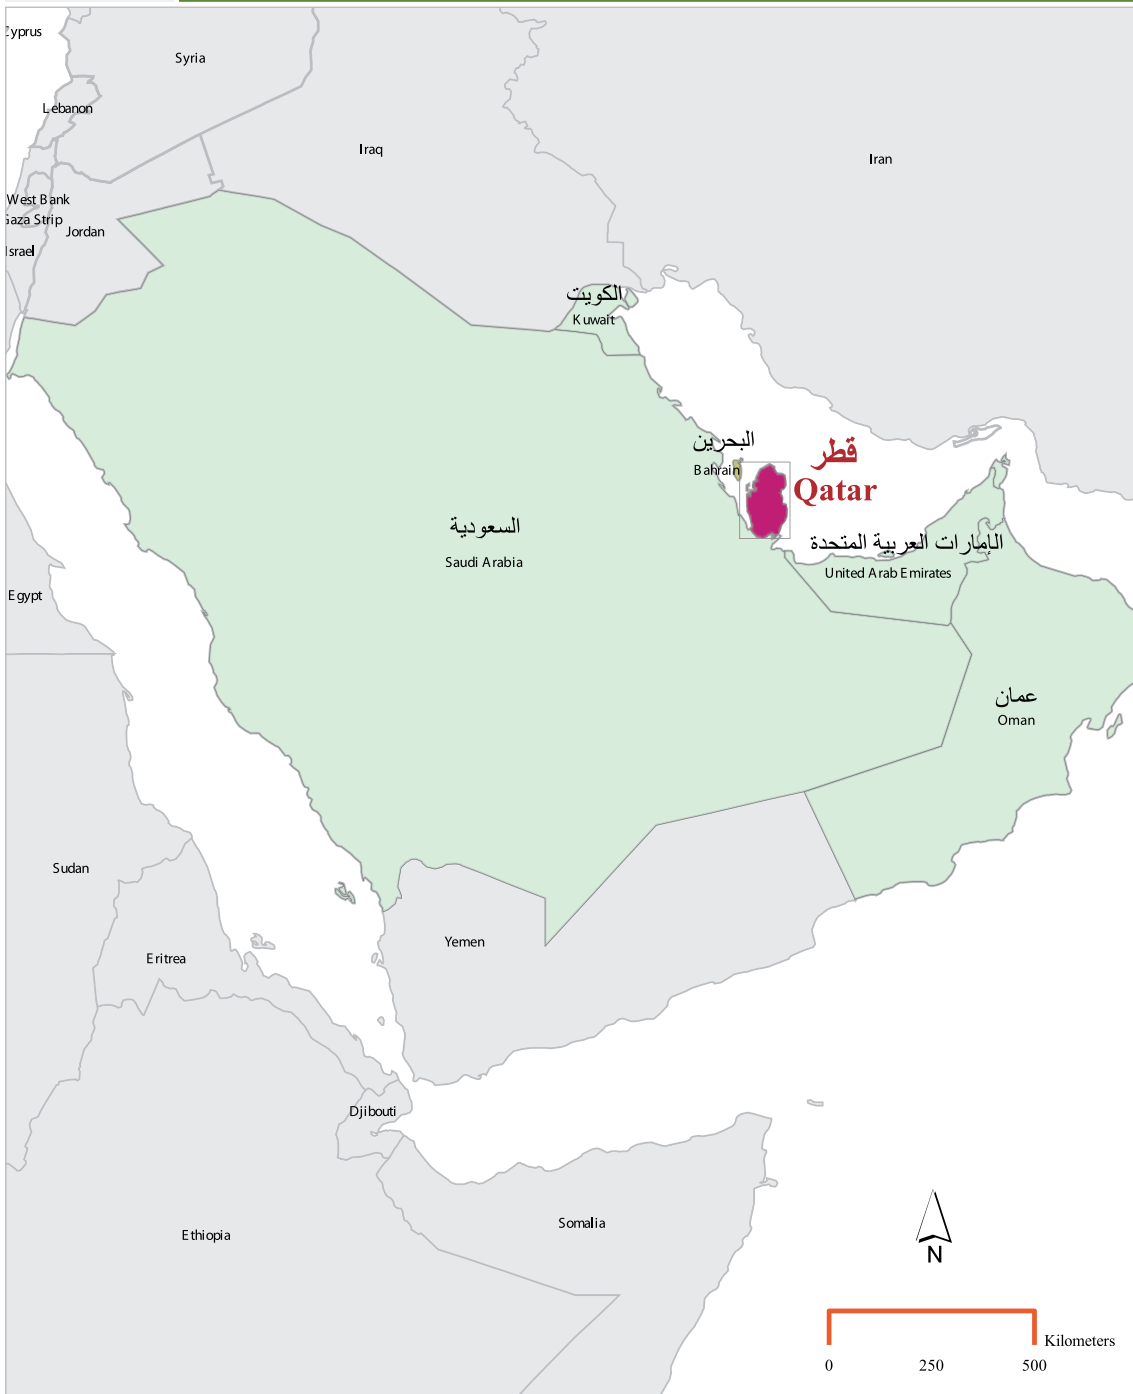 Cyprus
Syria
Lebanon
Iraq
Iran
West Bank
Gaza Strip
Jordan
Israel
الكويت
Kuwait
البحرين
Bahrain
قطر
Qatar
السعودية
Saudi Arabia
الإمارات العربية المتحدة
United Arab Emirates
Egypt
عمان
Oman
Sudan
Yemen
Eritrea
Djibouti
Somalia
Ethiopia
N
Kilometers
0 250 500